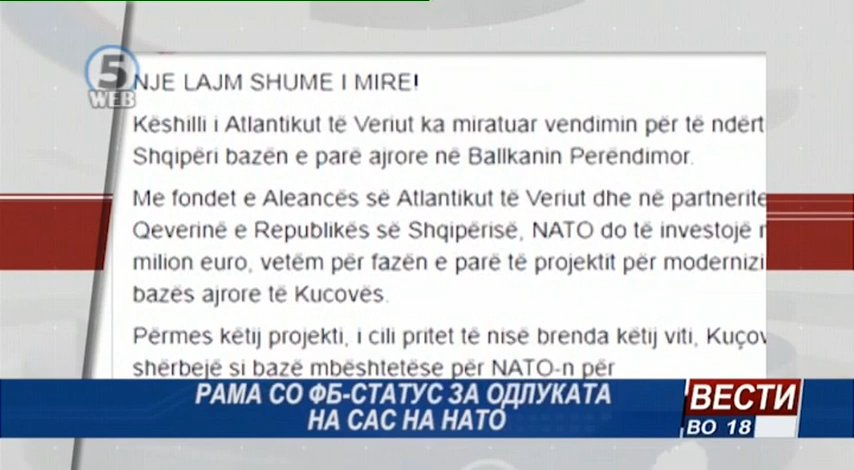 5
WEB
NJE LAJM SHUME I MIRE!
Këshilli i Atlantikut të Veriut ka miratuar vendimin për të ndërt
Shqipëri bazën e parë ajrore në Ballkanin Perëndimor.
Me fondet e Aleancës së Atlantikut të Veriut dhe në partnerite
Qeverinë e Republikës së Shqipërisë, NATO do të investojë
milion euro, vetëm për fazën e parë të projektit për modernizi
bazës ajrore të Kucovës.
Përmes këtij projekti, i cili pritet të nisë brenda këtij viti, Kuçov
shërbejë si bazë mbështetëse për NATO-n për
РАМА СО ФБ-СТАТУС ЗА ОДЛУКАТА
НА САС НА НАТО
ВЕСТИ
ВО 18